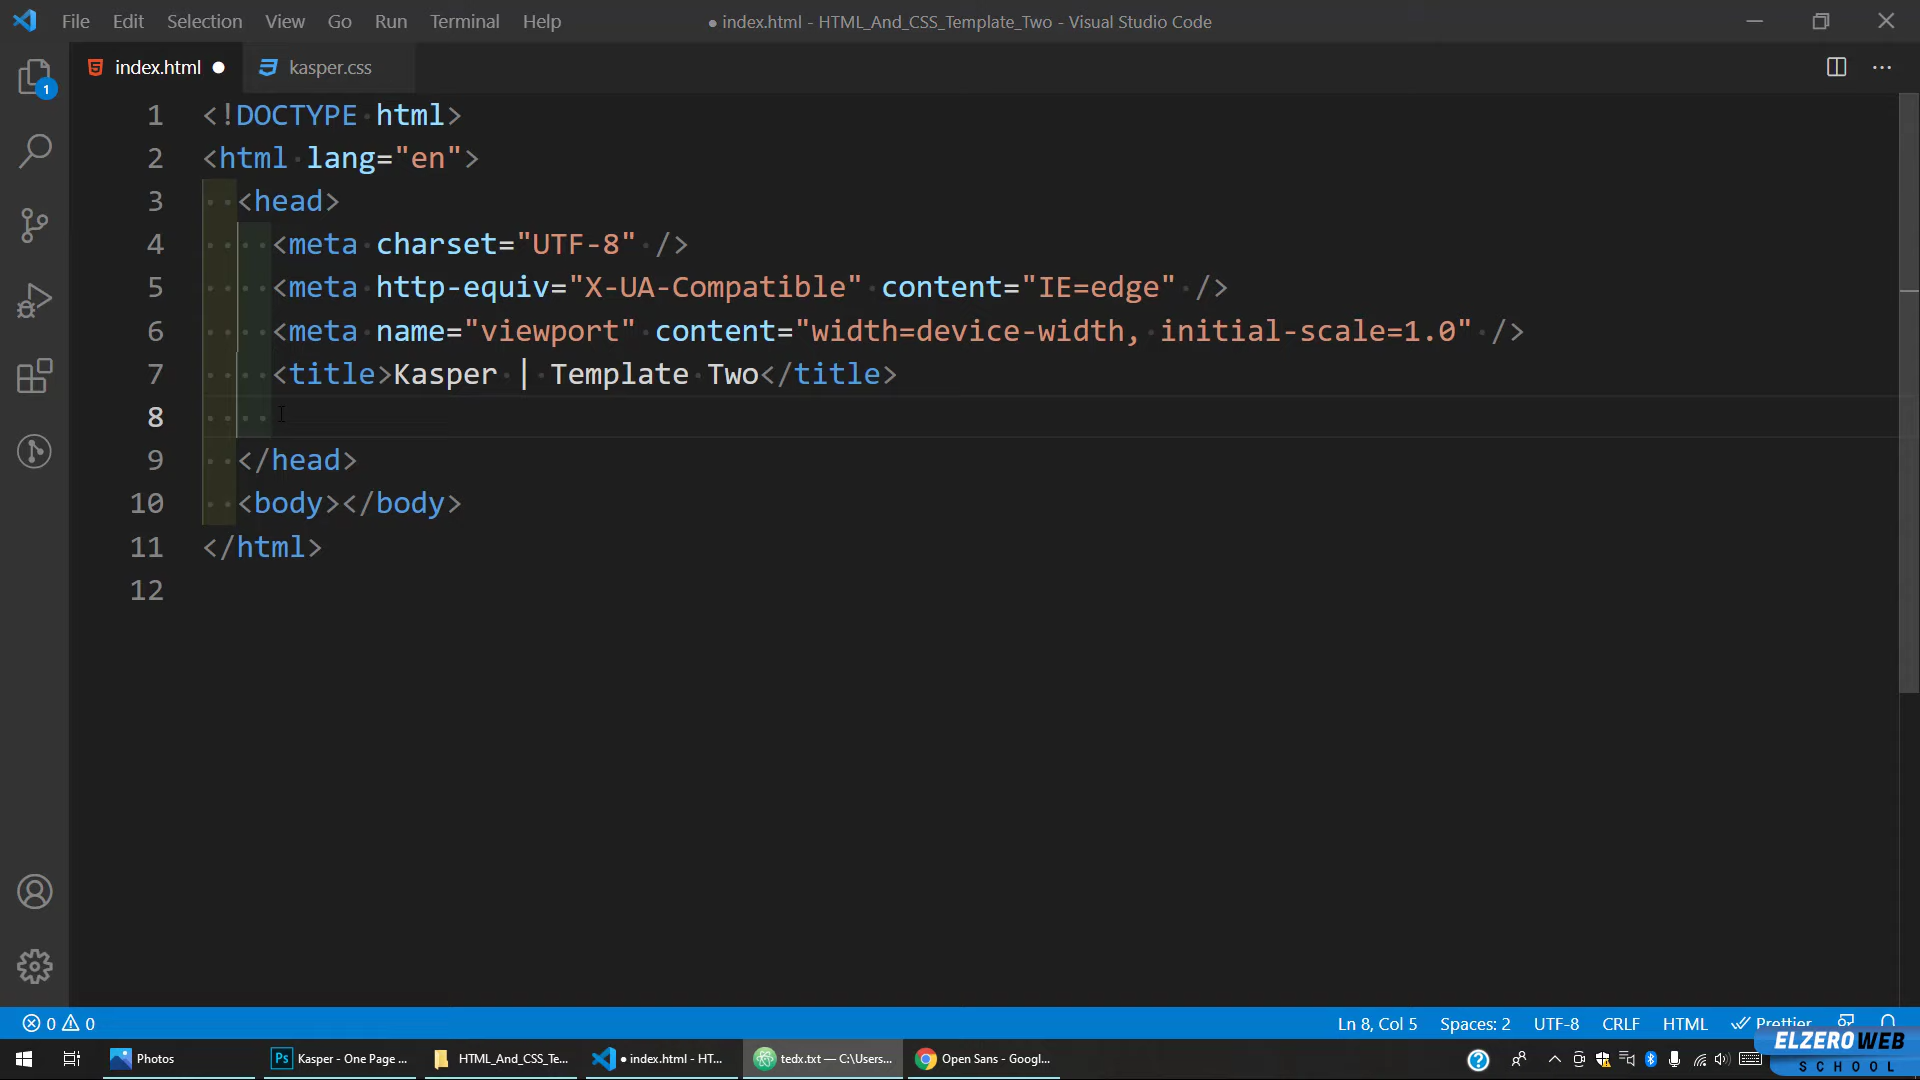 File Edit Selection View Go Run Terminal Help
● index.html - HTML_And_CSS_Template_Two - Visual Studio Code
index.html ●
kasper.css
1
1 <!DOCTYPE html>
2 <html lang="en">
3 <head>
4 <meta charset="UTF-8" />
5 <meta http-equiv="X-UA-Compatible" content="IE=edge" />
6 <meta name="viewport" content="width=device-width, initial-scale=1.0" />
7 <title>Kasper | Template Two</title>
8
9 </head>
10 <body></body>
11 </html>
12
0 0 Ln 8, Col 5 Spaces: 2 UTF-8 CRLF HTML Prettier
ELZEROWEB
SCHOOL
Photos
Ps Kasper - One Page ...
HTML_And_CSS_Te...
● index.html - HT...
tedx.txt — C:\Users...
Open Sans - Googl...